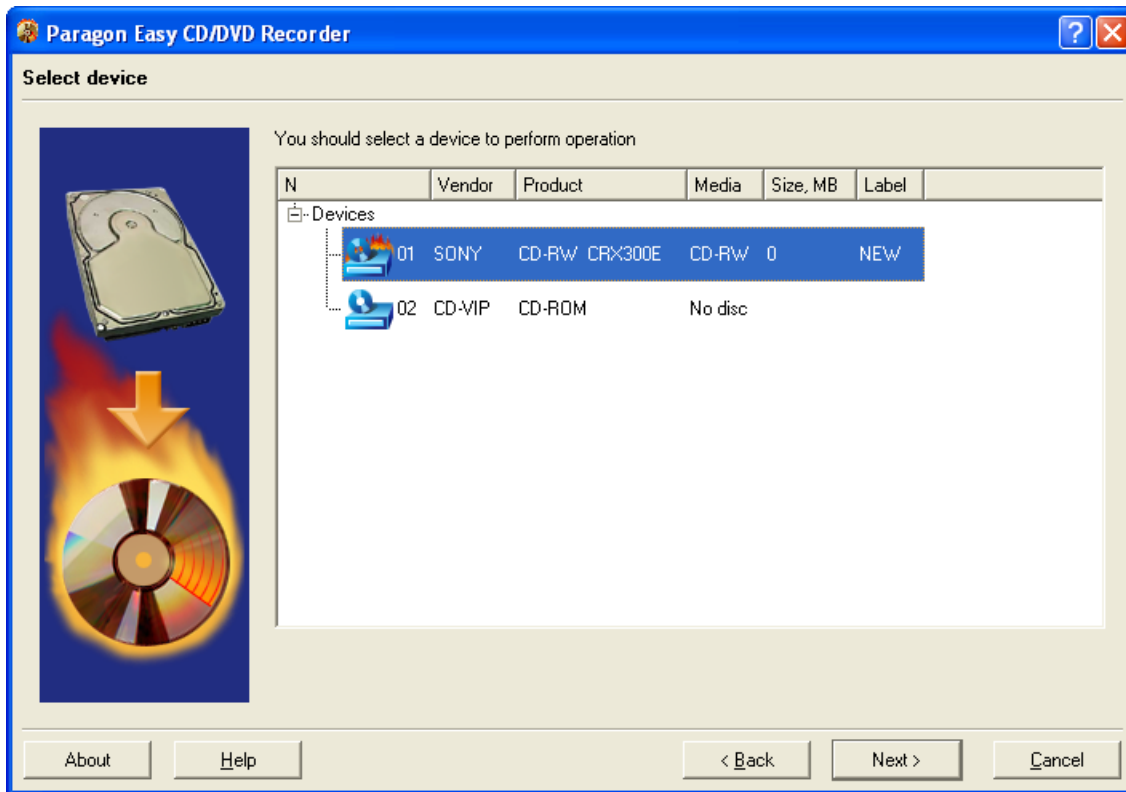 Paragon Easy CD/DVD Recorder
Select device
You should select a device to perform operation
N Vendor Product Media Size, MB Label
Devices
01 SONY CD-RW CRX300E CD-RW 0 NEW
02 CD-VIP CD-ROM No disc
About Help < Back Next > Cancel